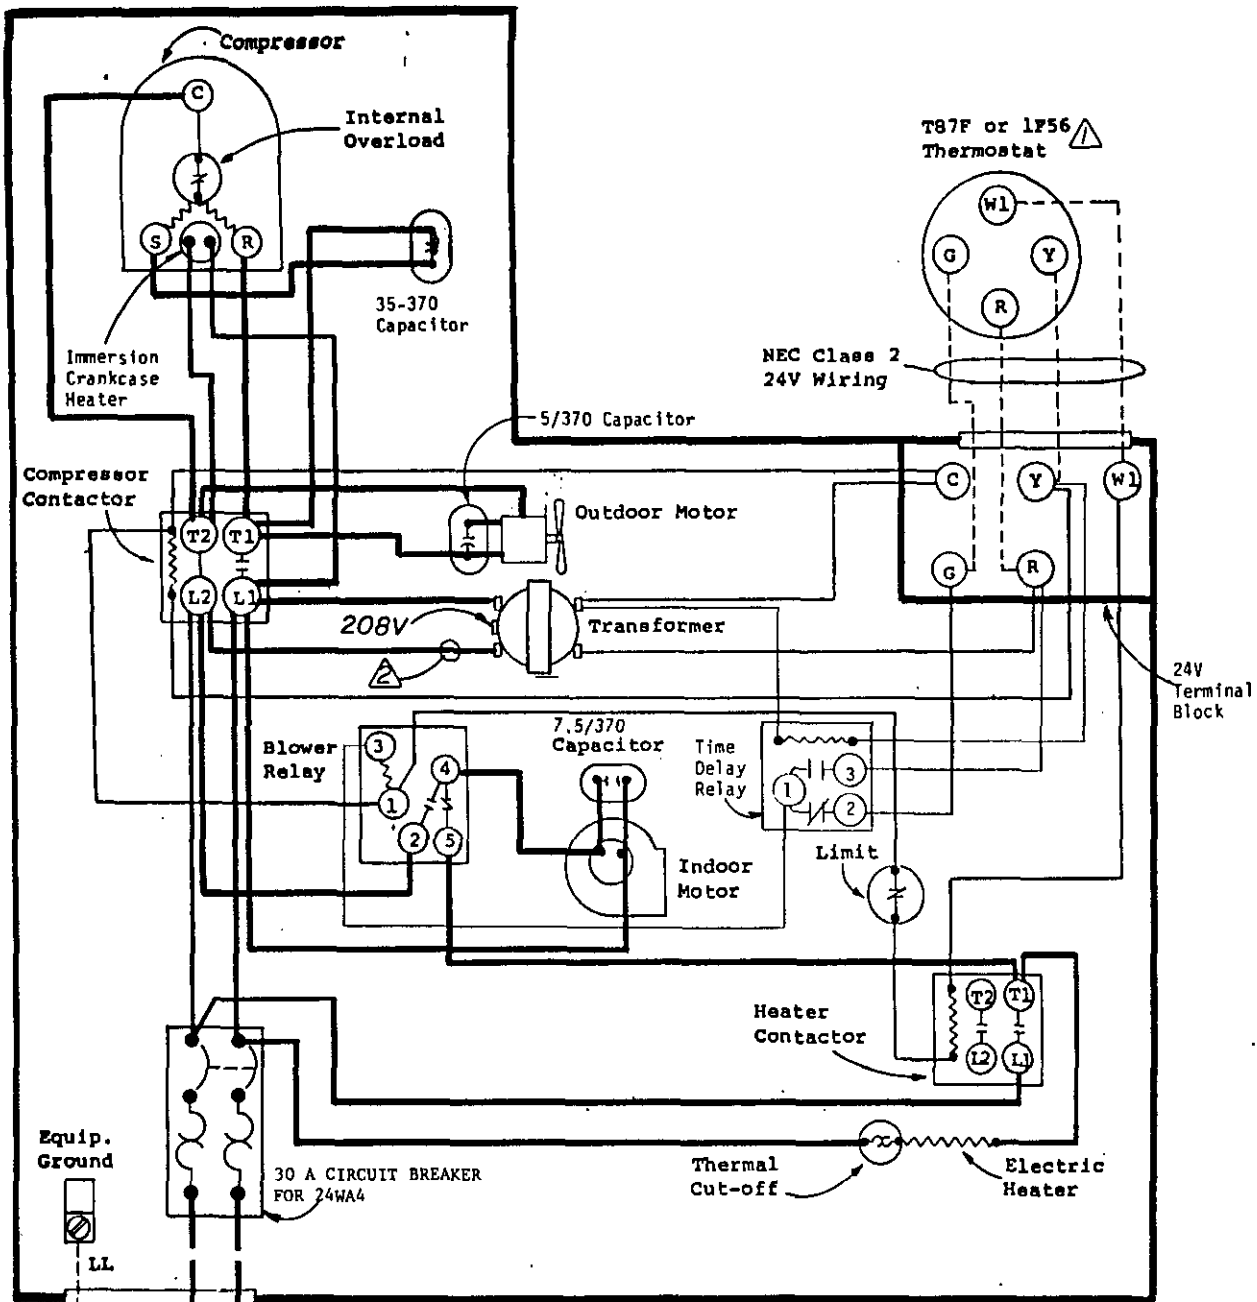 Compressor
C
Internal
Overload
S
R
35-370
Capacitor
Immersion
Crankcase
Heater
T87F or 1F56 1
Thermostat
W1
G
Y
R
NEC Class 2
24V Wiring
5/370 Capacitor
Compressor
Contactor
Outdoor Motor
C
Y
W1
T2
T1
G
R
L2
L1
208V
Transformer
2
24V
Terminal
Block
7.5/370
Capacitor
Blower
Relay
3
4
1
2
5
Time
Delay
Relay
3
1
2
Limit
Indoor
Motor
Heater
Contactor
T2
T1
L2
L1
Equip.
Ground
30 A CIRCUIT BREAKER
FOR 24WA4
Thermal
Cut-off
Electric
Heater
LL